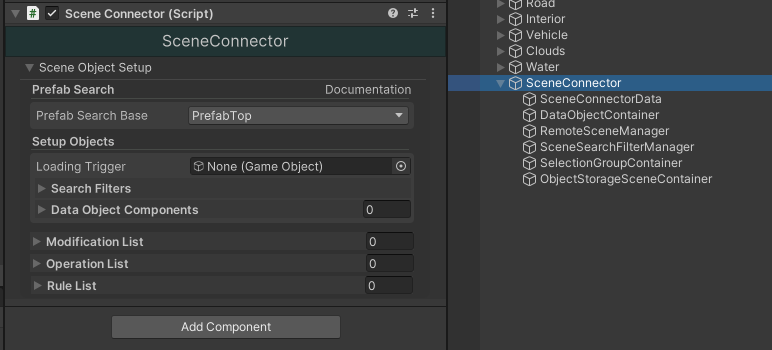 Scene Connector (Script)
SceneConnector
Scene Object Setup
Prefab Search Documentation
Prefab Search Base PrefabTop
Setup Objects
Loading Trigger None (Game Object)
Search Filters
Data Object Components 0
Modification List 0
Operation List 0
Rule List 0
Add Component
Road
Interior
Vehicle
Clouds
Water
SceneConnector
SceneConnectorData
DataObjectContainer
RemoteSceneManager
SceneSearchFilterManager
SelectionGroupContainer
ObjectStorageSceneContainer